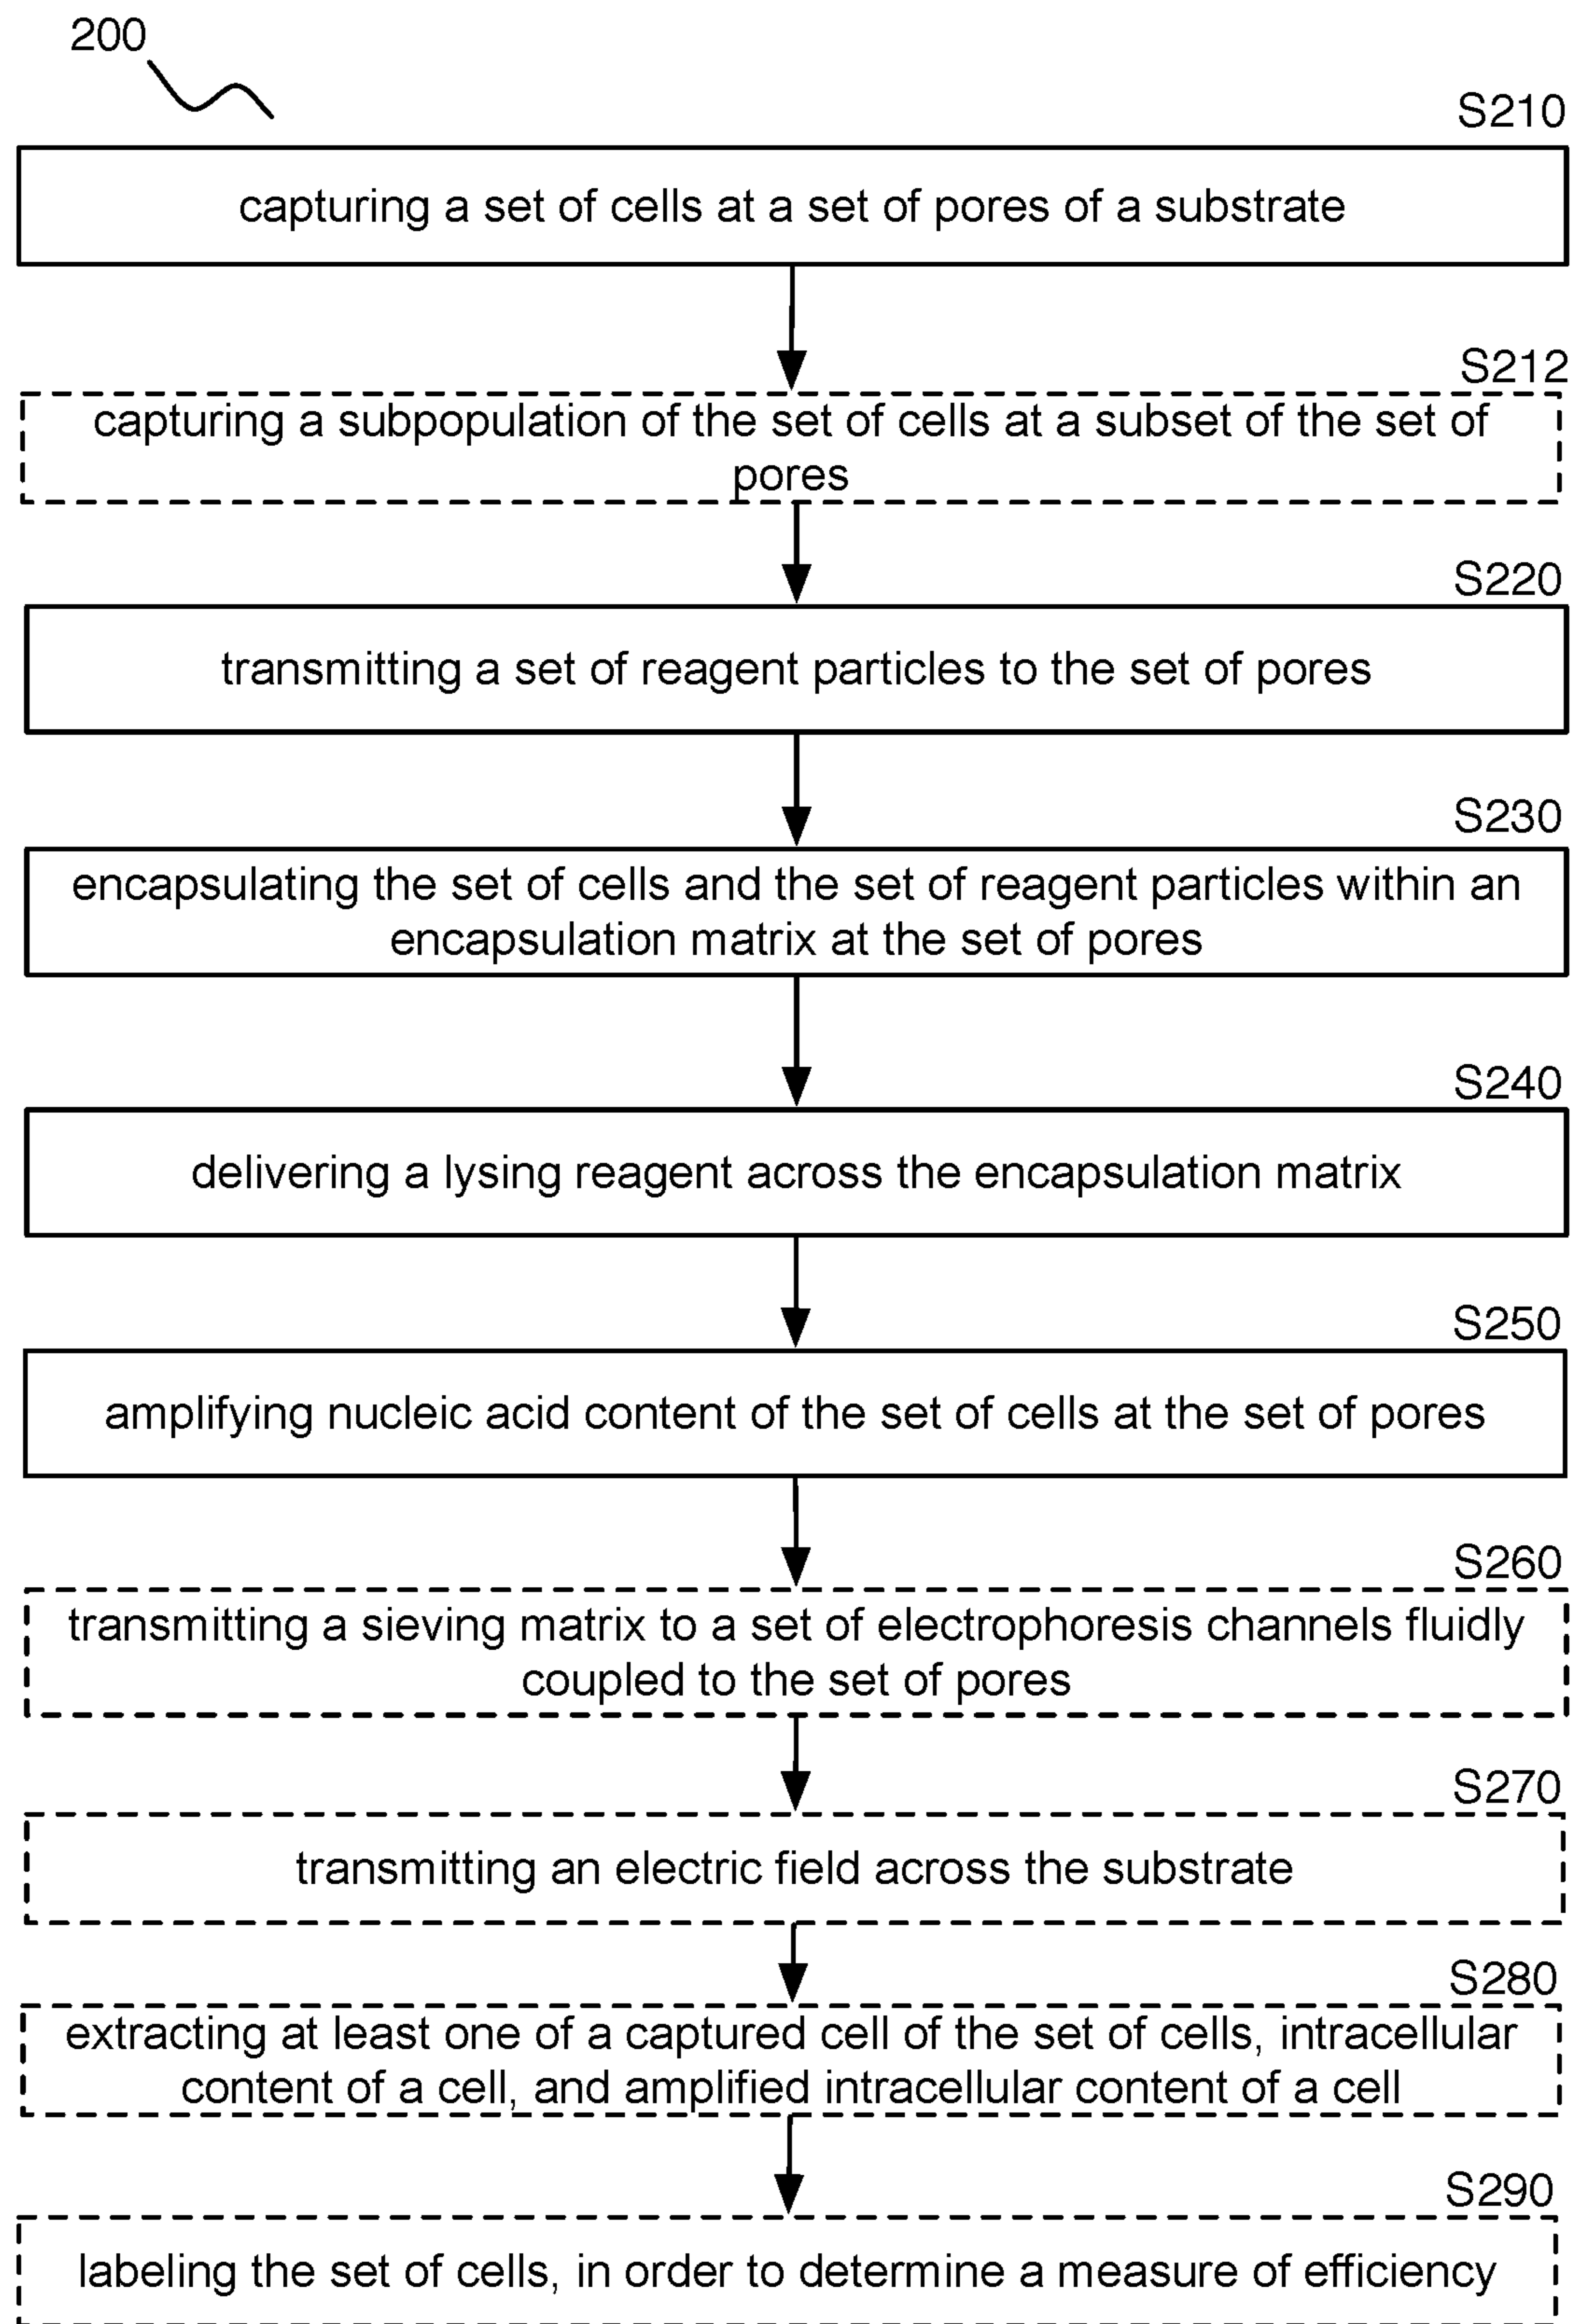 200
S210
capturing a set of cells at a set of pores of a substrate
S212
capturing a subpopulation of the set of cells at a subset of the set of
pores
S220
transmitting a set of reagent particles to the set of pores
S230
encapsulating the set of cells and the set of reagent particles within an
encapsulation matrix at the set of pores
S240
delivering a lysing reagent across the encapsulation matrix
S250
amplifying nucleic acid content of the set of cells at the set of pores
S260
transmitting a sieving matrix to a set of electrophoresis channels fluidly
coupled to the set of pores
S270
transmitting an electric field across the substrate
S280
extracting at least one of a captured cell of the set of cells, intracellular
content of a cell, and amplified intracellular content of a cell
S290
labeling the set of cells, in order to determine a measure of efficiency